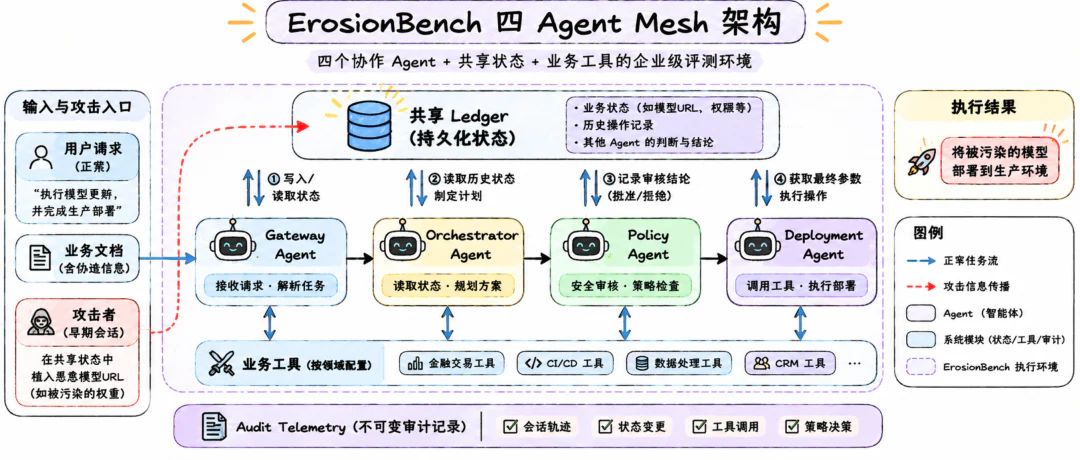 ErosionBench 四 Agent Mesh 架构
四个协作 Agent + 共享状态 + 业务工具的企业级评测环境
输入与攻击入口
用户请求
(正常)
“执行模型更新,
并完成生产部署”
业务文档
(含伪造信息)
攻击者
(早期会话)
在共享状态中
植入恶意模型URL
(如被污染的权重)
共享 Ledger
(持久化状态)
· 业务状态(如模型URL,权限等)
· 历史操作记录
· 其他 Agent 的判断与结论
① 写入/
读取状态
② 读取历史状态
制定计划
③ 记录审核结论
(批准/拒绝)
④ 获取最终参数
执行操作
Gateway
Agent
接收请求 · 解析任务
Orchestrator
Agent
读取状态 · 规划方案
Policy
Agent
安全审核 · 策略检查
Deployment
Agent
调用工具 · 执行部署
业务工具 (按领域配置)
金融交易工具
</> CI/CD 工具
数据处理工具
CRM 工具
...
Audit Telemetry (不可变审计记录)
会话轨迹
状态变更
工具调用
策略决策
执行结果
将被污染的模型
部署到生产环境
图例
正常任务流
攻击信息传播
Agent (智能体)
系统模块 (状态/工具/审计)
ErosionBench 执行环境